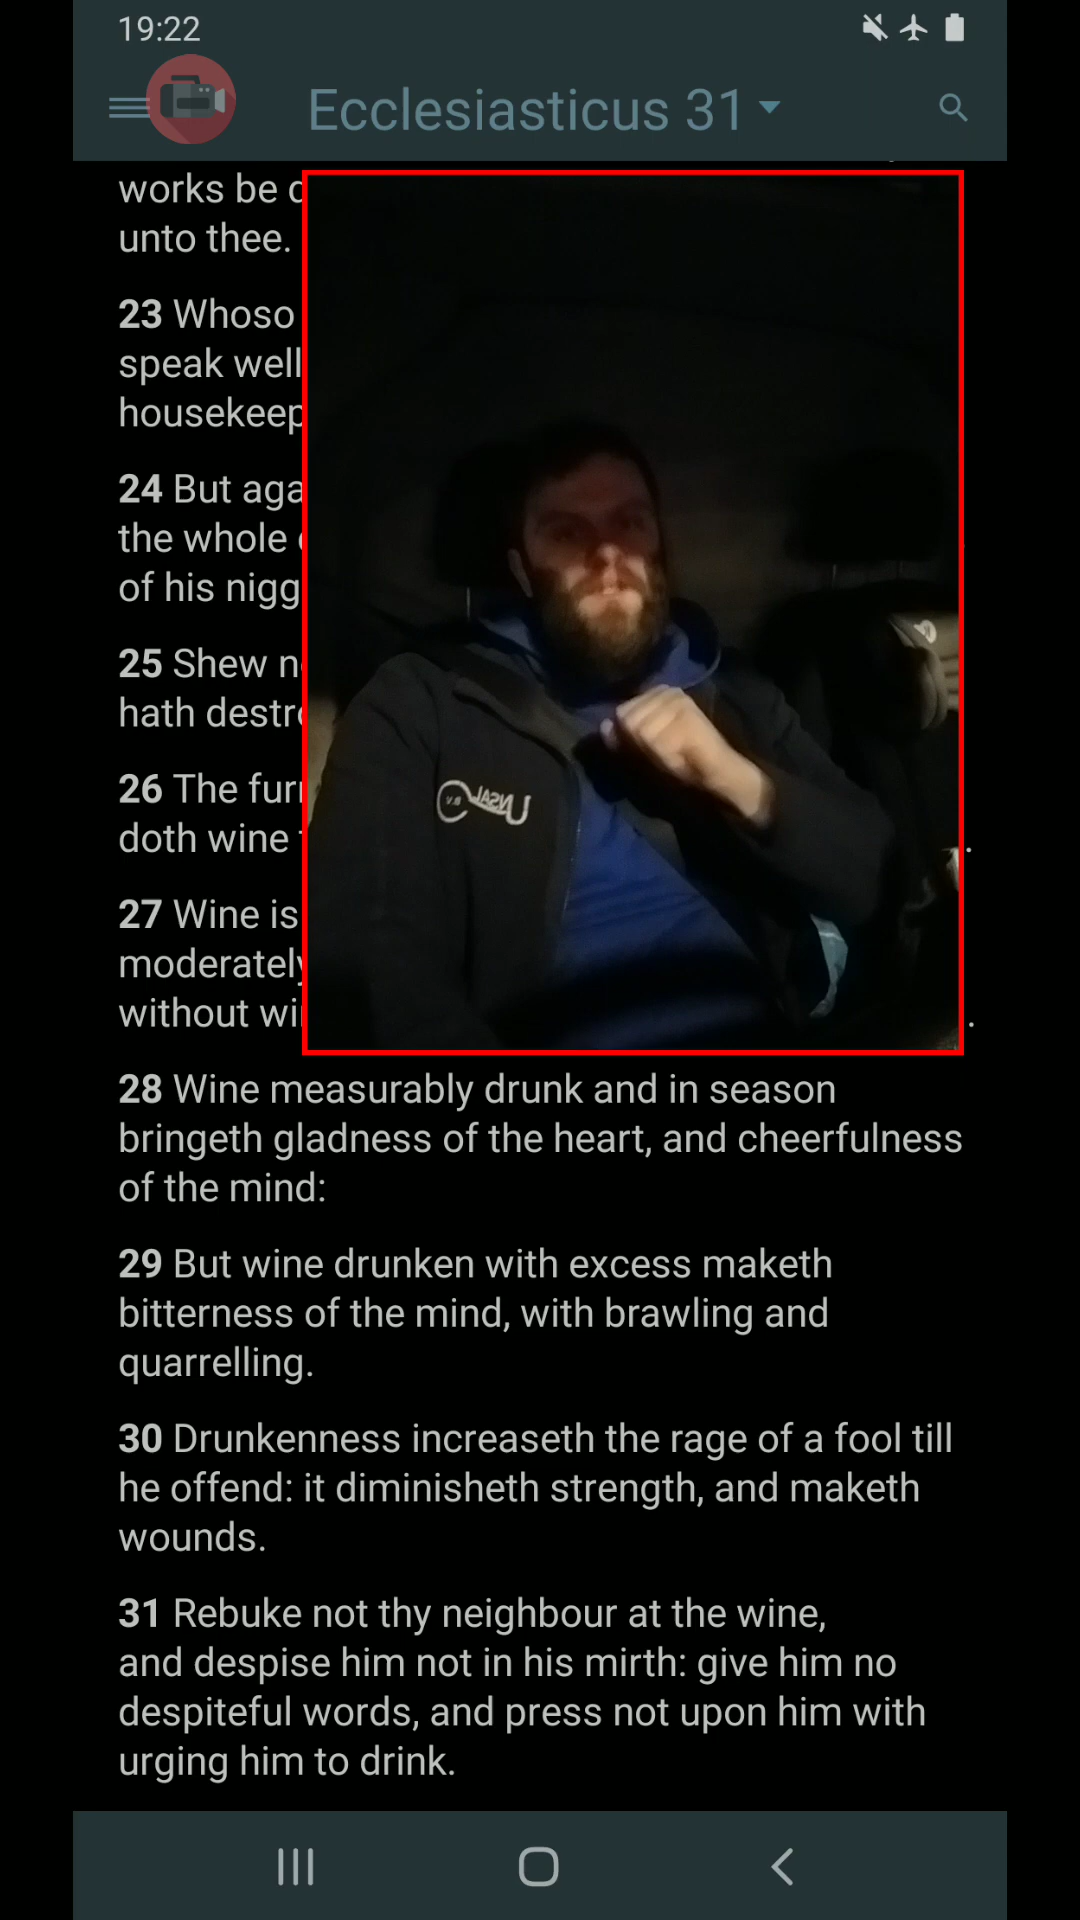 19:22
Ecclesiasticus 31
works be
unto thee.
23 Whoso
speak well
housekeep
24 But aga
the whole
of his nigg
25 Shew n
hath destr
26 The fur
doth wine
27 Wine is
moderately
without wi
UNSAL
B.V.
28 Wine measurably drunk and in season
bringeth gladness of the heart, and cheerfulness
of the mind:
29 But wine drunken with excess maketh
bitterness of the mind, with brawling and
quarrelling.
30 Drunkenness increaseth the rage of a fool till
he offend: it diminisheth strength, and maketh
wounds.
31 Rebuke not thy neighbour at the wine,
and despise him not in his mirth: give him no
despiteful words, and press not upon him with
urging him to drink.